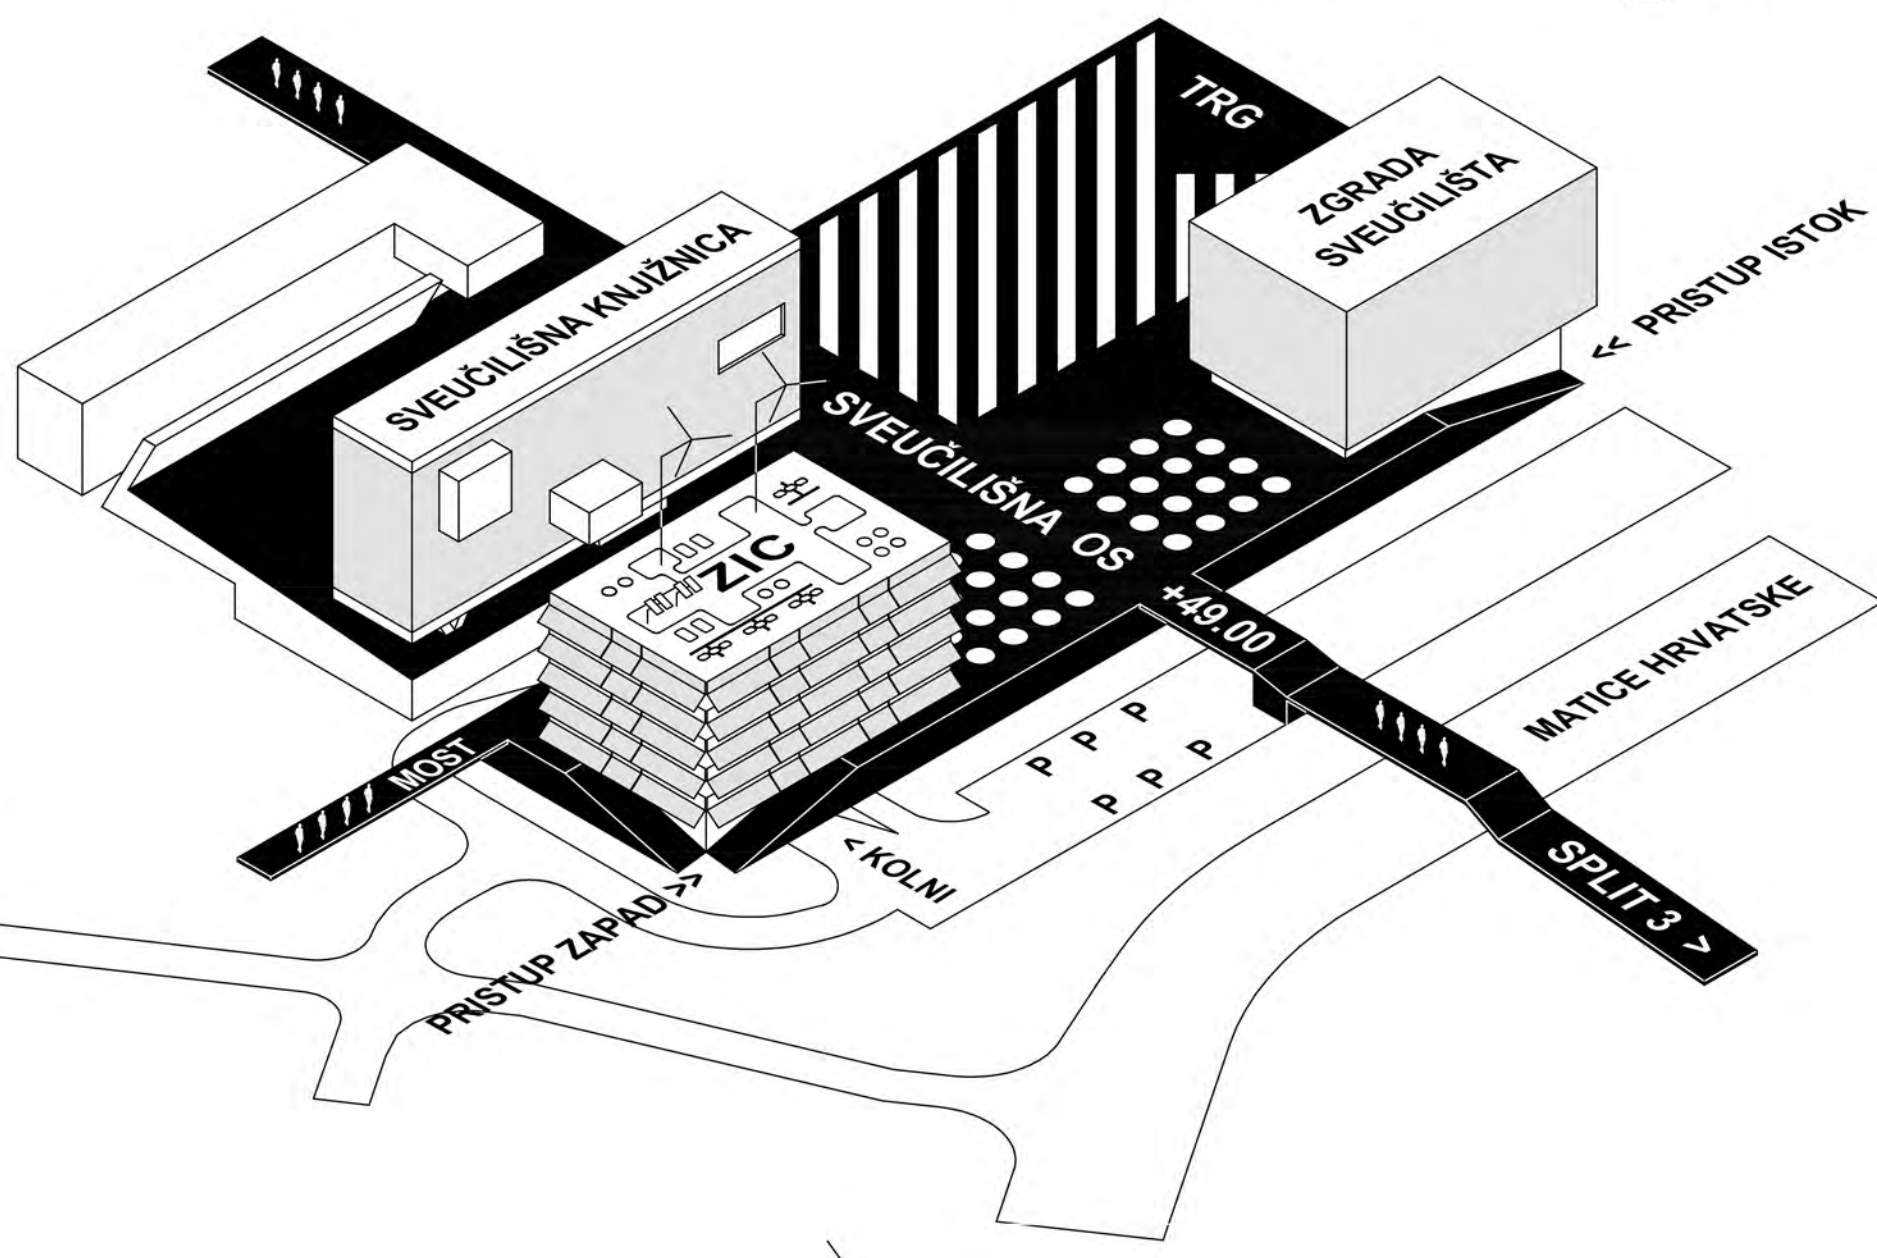 TRG
ZGRADA
SVEUČILIŠTA
<< PRISTUP ISTOK
SVEUČILIŠNA KNJIŽNICA
SVEUČILIŠNA OS
ZIC
+49.00
MATICE HRVATSKE
MOST
P P P
P P P
< KOLNI
SPLIT 3 >
PRISTUP ZAPAD >>